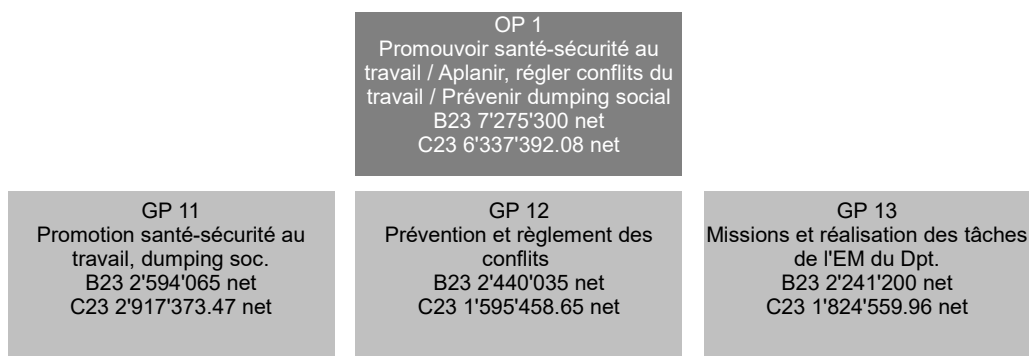 OP 1
Promouvoir santé-sécurité au
travail / Aplanir, régler conflits du
travail / Prévenir dumping social
B23 7'275'300 net
C23 6'337'392.08 net
GP 11
Promotion santé-sécurité au
travail, dumping soc.
B23 2'594'065 net
C23 2'917'373.47 net
GP 12
Prévention et règlement des
conflits
B23 2'440'035 net
C23 1'595'458.65 net
GP 13
Missions et réalisation des tâches
de l'EM du Dpt.
B23 2'241'200 net
C23 1'824'559.96 net